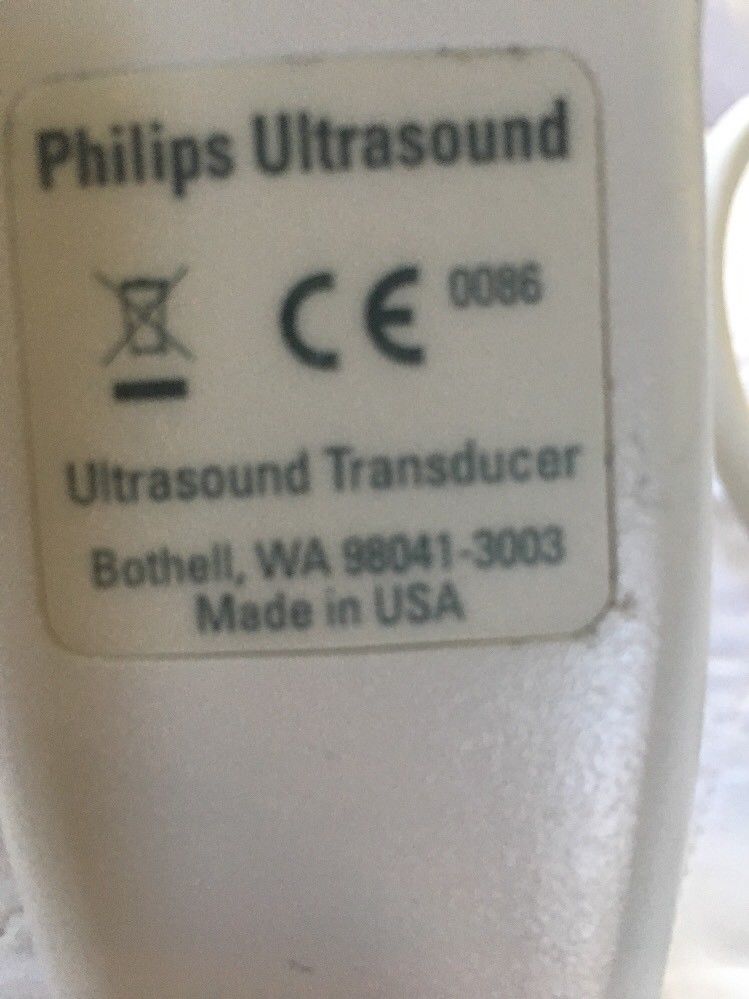 Philips Ultrasound
CE 0086
Ultrasound Transducer
Bothell, WA 98041-3003
Made in USA